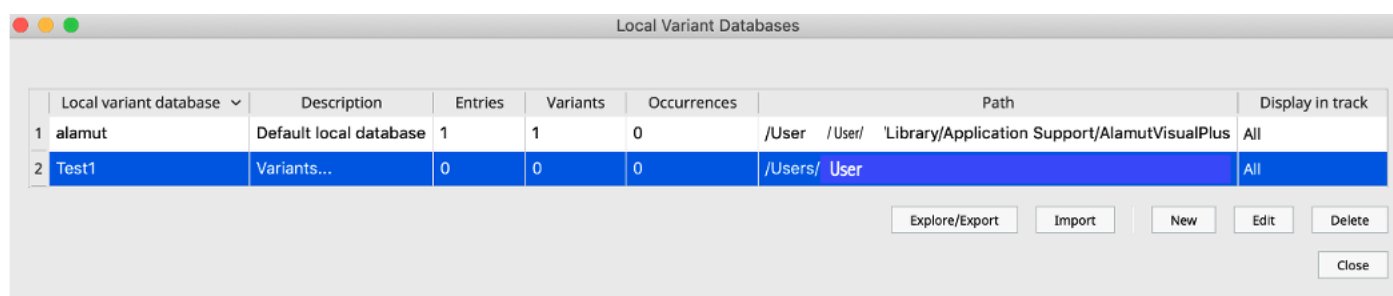 Local Variant Databases
Local variant database Description Entries Variants Occurrences Path Display in track
1 alamut Default local database 1 1 0 /User /User/ 'Library/Application Support/AlamutVisualPlus All
2 Test1 Variants... 0 0 0 /Users/ User All
Explore/Export Import New Edit Delete
Close